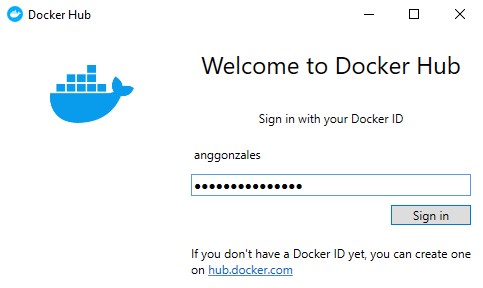 Docker Hub
Welcome to Docker Hub
Sign in with your Docker ID
anggonzales
●●●●●●●●●●●●●●●
Sign in
If you don't have a Docker ID yet, you can create one
on hub.docker.com